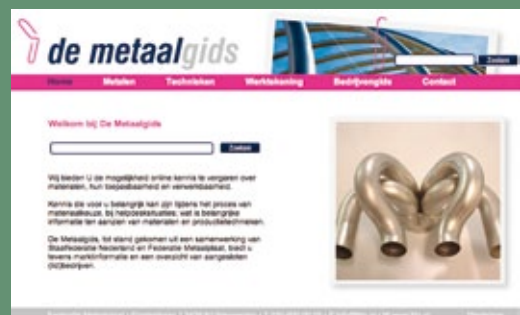 de metaalgids
Zoeken
Home Metalen Technieken Werktekening Bedrijvengids Contact
Welkom bij De Metaalgids
Zoeken
Wij bieden U de mogelijkheid online kennis te vergaren over
materialen, hun toepasbaarheid en verwerkbaarheid.
Kennis die voor u belangrijk kan zijn tijdens het proces van
materiaalkeuze, bij helpdesksituaties; wat is belangrijke
informatie ten aanzien van materialen en productietechnieken.
De Metaalgids, tot stand gekomen uit een samenwerking van
Staalfederatie Nederland en Federatie Metaalplaat, biedt u
tevens marktinformatie en een overzicht van aangesloten
(lid)bedrijven.